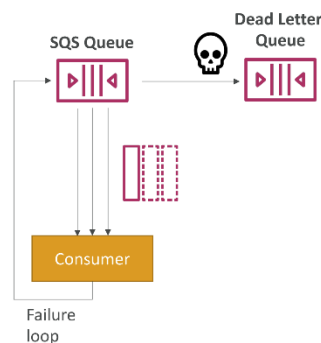 SQS Queue
Dead Letter
Queue
Consumer
Failure
loop